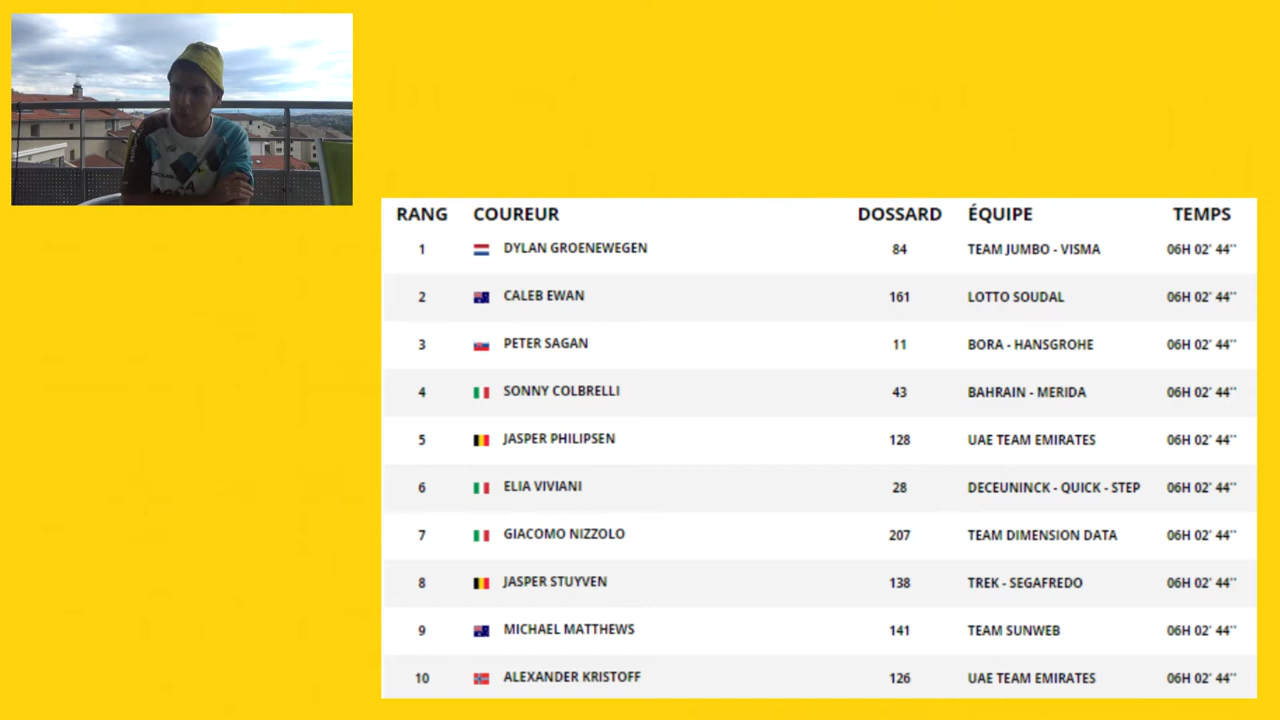 RANG COUREUR DOSSARD ÉQUIPE TEMPS
1 DYLAN GROENEWEGEN 84 TEAM JUMBO - VISMA 06H 02' 44''
2 CALEB EWAN 161 LOTTO SOUDAL 06H 02' 44''
3 PETER SAGAN 11 BORA - HANSGROHE 06H 02' 44''
4 SONNY COLBRELLI 43 BAHRAIN - MERIDA 06H 02' 44''
5 JASPER PHILIPSEN 128 UAE TEAM EMIRATES 06H 02' 44''
6 ELIA VIVIANI 28 DECEUNINCK - QUICK - STEP 06H 02' 44''
7 GIACOMO NIZZOLO 207 TEAM DIMENSION DATA 06H 02' 44''
8 JASPER STUYVEN 138 TREK - SEGAFREDO 06H 02' 44''
9 MICHAEL MATTHEWS 141 TEAM SUNWEB 06H 02' 44''
10 ALEXANDER KRISTOFF 126 UAE TEAM EMIRATES 06H 02' 44''